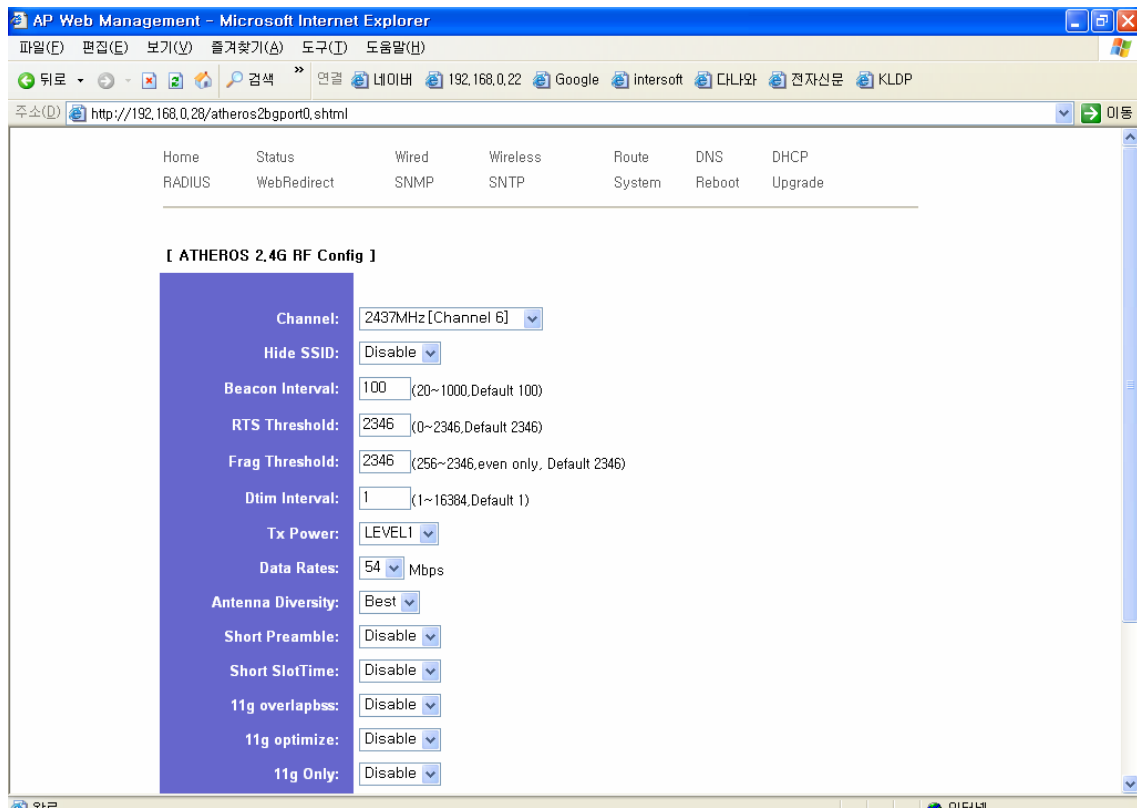 AP Web Management - Microsoft Internet Explorer
파일(F) 편집(E) 보기(V) 즐겨찾기(A) 도구(T) 도움말(H)
뒤로 검색 » 연결 네이버 192,168,0,22 Google intersoft 다나와 전자신문 KLDP
주소(D) http://192,168,0,28/atheros2bgport0,shtml 이동
Home Status Wired Wireless Route DNS DHCP
RADIUS WebRedirect SNMP SNTP System Reboot Upgrade
[ ATHEROS 2,4G RF Config ]
Channel: 2437MHz[Channel 6]
Hide SSID: Disable
Beacon Interval: 100 (20~1000,Default 100)
RTS Threshold: 2346 (0~2346,Default 2346)
Frag Threshold: 2346 (256~2346,even only, Default 2346)
Dtim Interval: 1 (1~16384,Default 1)
Tx Power: LEVEL1
Data Rates: 54 Mbps
Antenna Diversity: Best
Short Preamble: Disable
Short SlotTime: Disable
11g overlapbss: Disable
11g optimize: Disable
11g Only: Disable
완료 인터넷